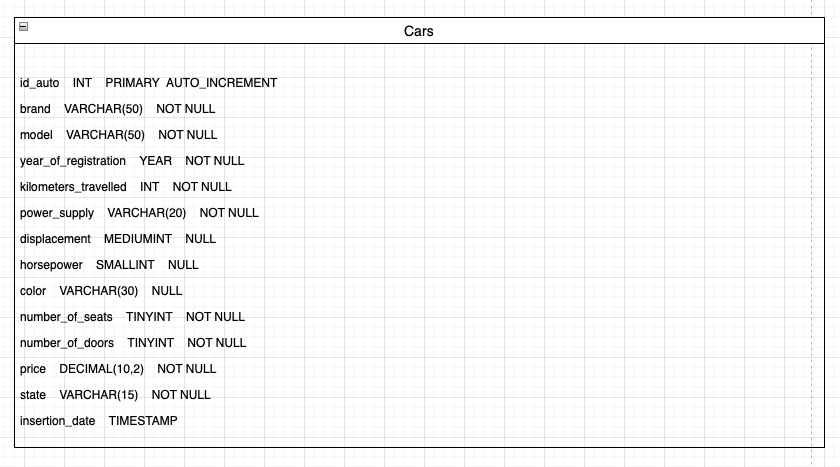 Cars
id_auto INT PRIMARY AUTO_INCREMENT
brand VARCHAR(50) NOT NULL
model VARCHAR(50) NOT NULL
year_of_registration YEAR NOT NULL
kilometers_travelled INT NOT NULL
power_supply VARCHAR(20) NOT NULL
displacement MEDIUMINT NULL
horsepower SMALLINT NULL
color VARCHAR(30) NULL
number_of_seats TINYINT NOT NULL
number_of_doors TINYINT NOT NULL
price DECIMAL(10,2) NOT NULL
state VARCHAR(15) NOT NULL
insertion_date TIMESTAMP